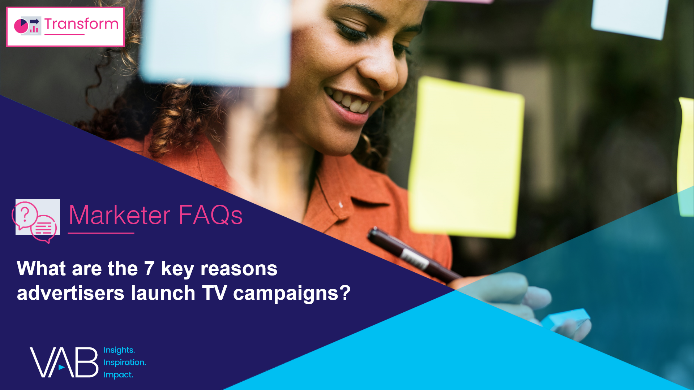 Transform
Marketer FAQs
What are the 7 key reasons
advertisers launch TV campaigns?
VAB
Insights.
Inspiration.
Impact.